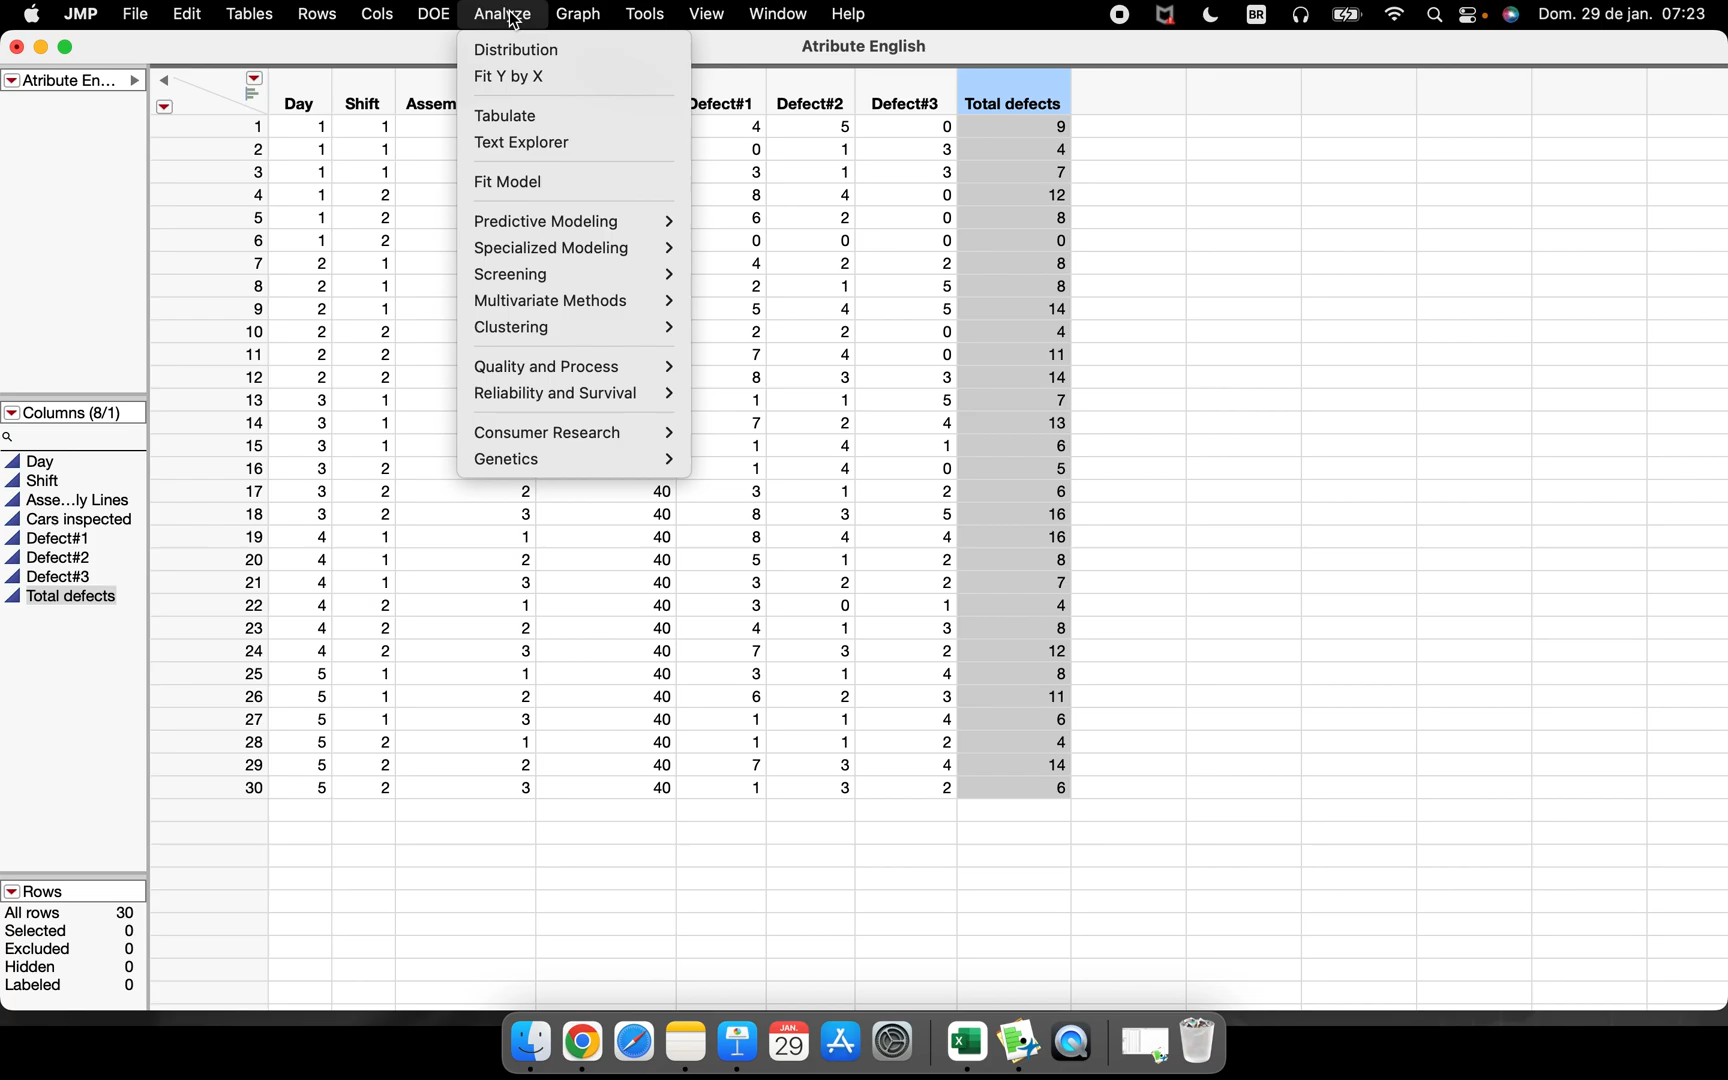 JMP File Edit Tables Rows Cols DOE Analyze Graph Tools View Window Help BR Dom. 29 de jan. 07:23
Atribute English
Distribution
Fit Y by X
Tabulate
Text Explorer
Fit Model
Predictive Modeling
Specialized Modeling
Screening
Multivariate Methods
Clustering
Quality and Process
Reliability and Survival
Consumer Research
Genetics
Atribute En...
Columns (8/1)
Day
Shift
Asse...ly Lines
Cars inspected
Defect#1
Defect#2
Defect#3
Total defects
Rows
All rows 30
Selected 0
Excluded 0
Hidden 0
Labeled 0
Day Shift Assem Defect#1 Defect#2 Defect#3 Total defects
1 1 1 4 5 0 9
2 1 1 0 1 3 4
3 1 1 3 1 3 7
4 1 2 8 4 0 12
5 1 2 6 2 0 8
6 1 2 0 0 0 0
7 2 1 4 2 2 8
8 2 1 2 1 5 8
9 2 1 5 4 5 14
10 2 2 2 2 0 4
11 2 2 7 4 0 11
12 2 2 8 3 3 14
13 3 1 1 1 5 7
14 3 1 7 2 4 13
15 3 1 1 4 1 6
16 3 2 1 4 0 5
17 3 2 2 40 3 1 2 6
18 3 2 3 40 8 3 5 16
19 4 1 1 40 8 4 4 16
20 4 1 2 40 5 1 2 8
21 4 1 3 40 3 2 2 7
22 4 2 1 40 3 0 1 4
23 4 2 2 40 4 1 3 8
24 4 2 3 40 7 3 2 12
25 5 1 1 40 3 1 4 8
26 5 1 2 40 6 2 3 11
27 5 1 3 40 1 1 4 6
28 5 2 1 40 1 1 2 4
29 5 2 2 40 7 3 4 14
30 5 2 3 40 1 3 2 6
JAN.
29
X